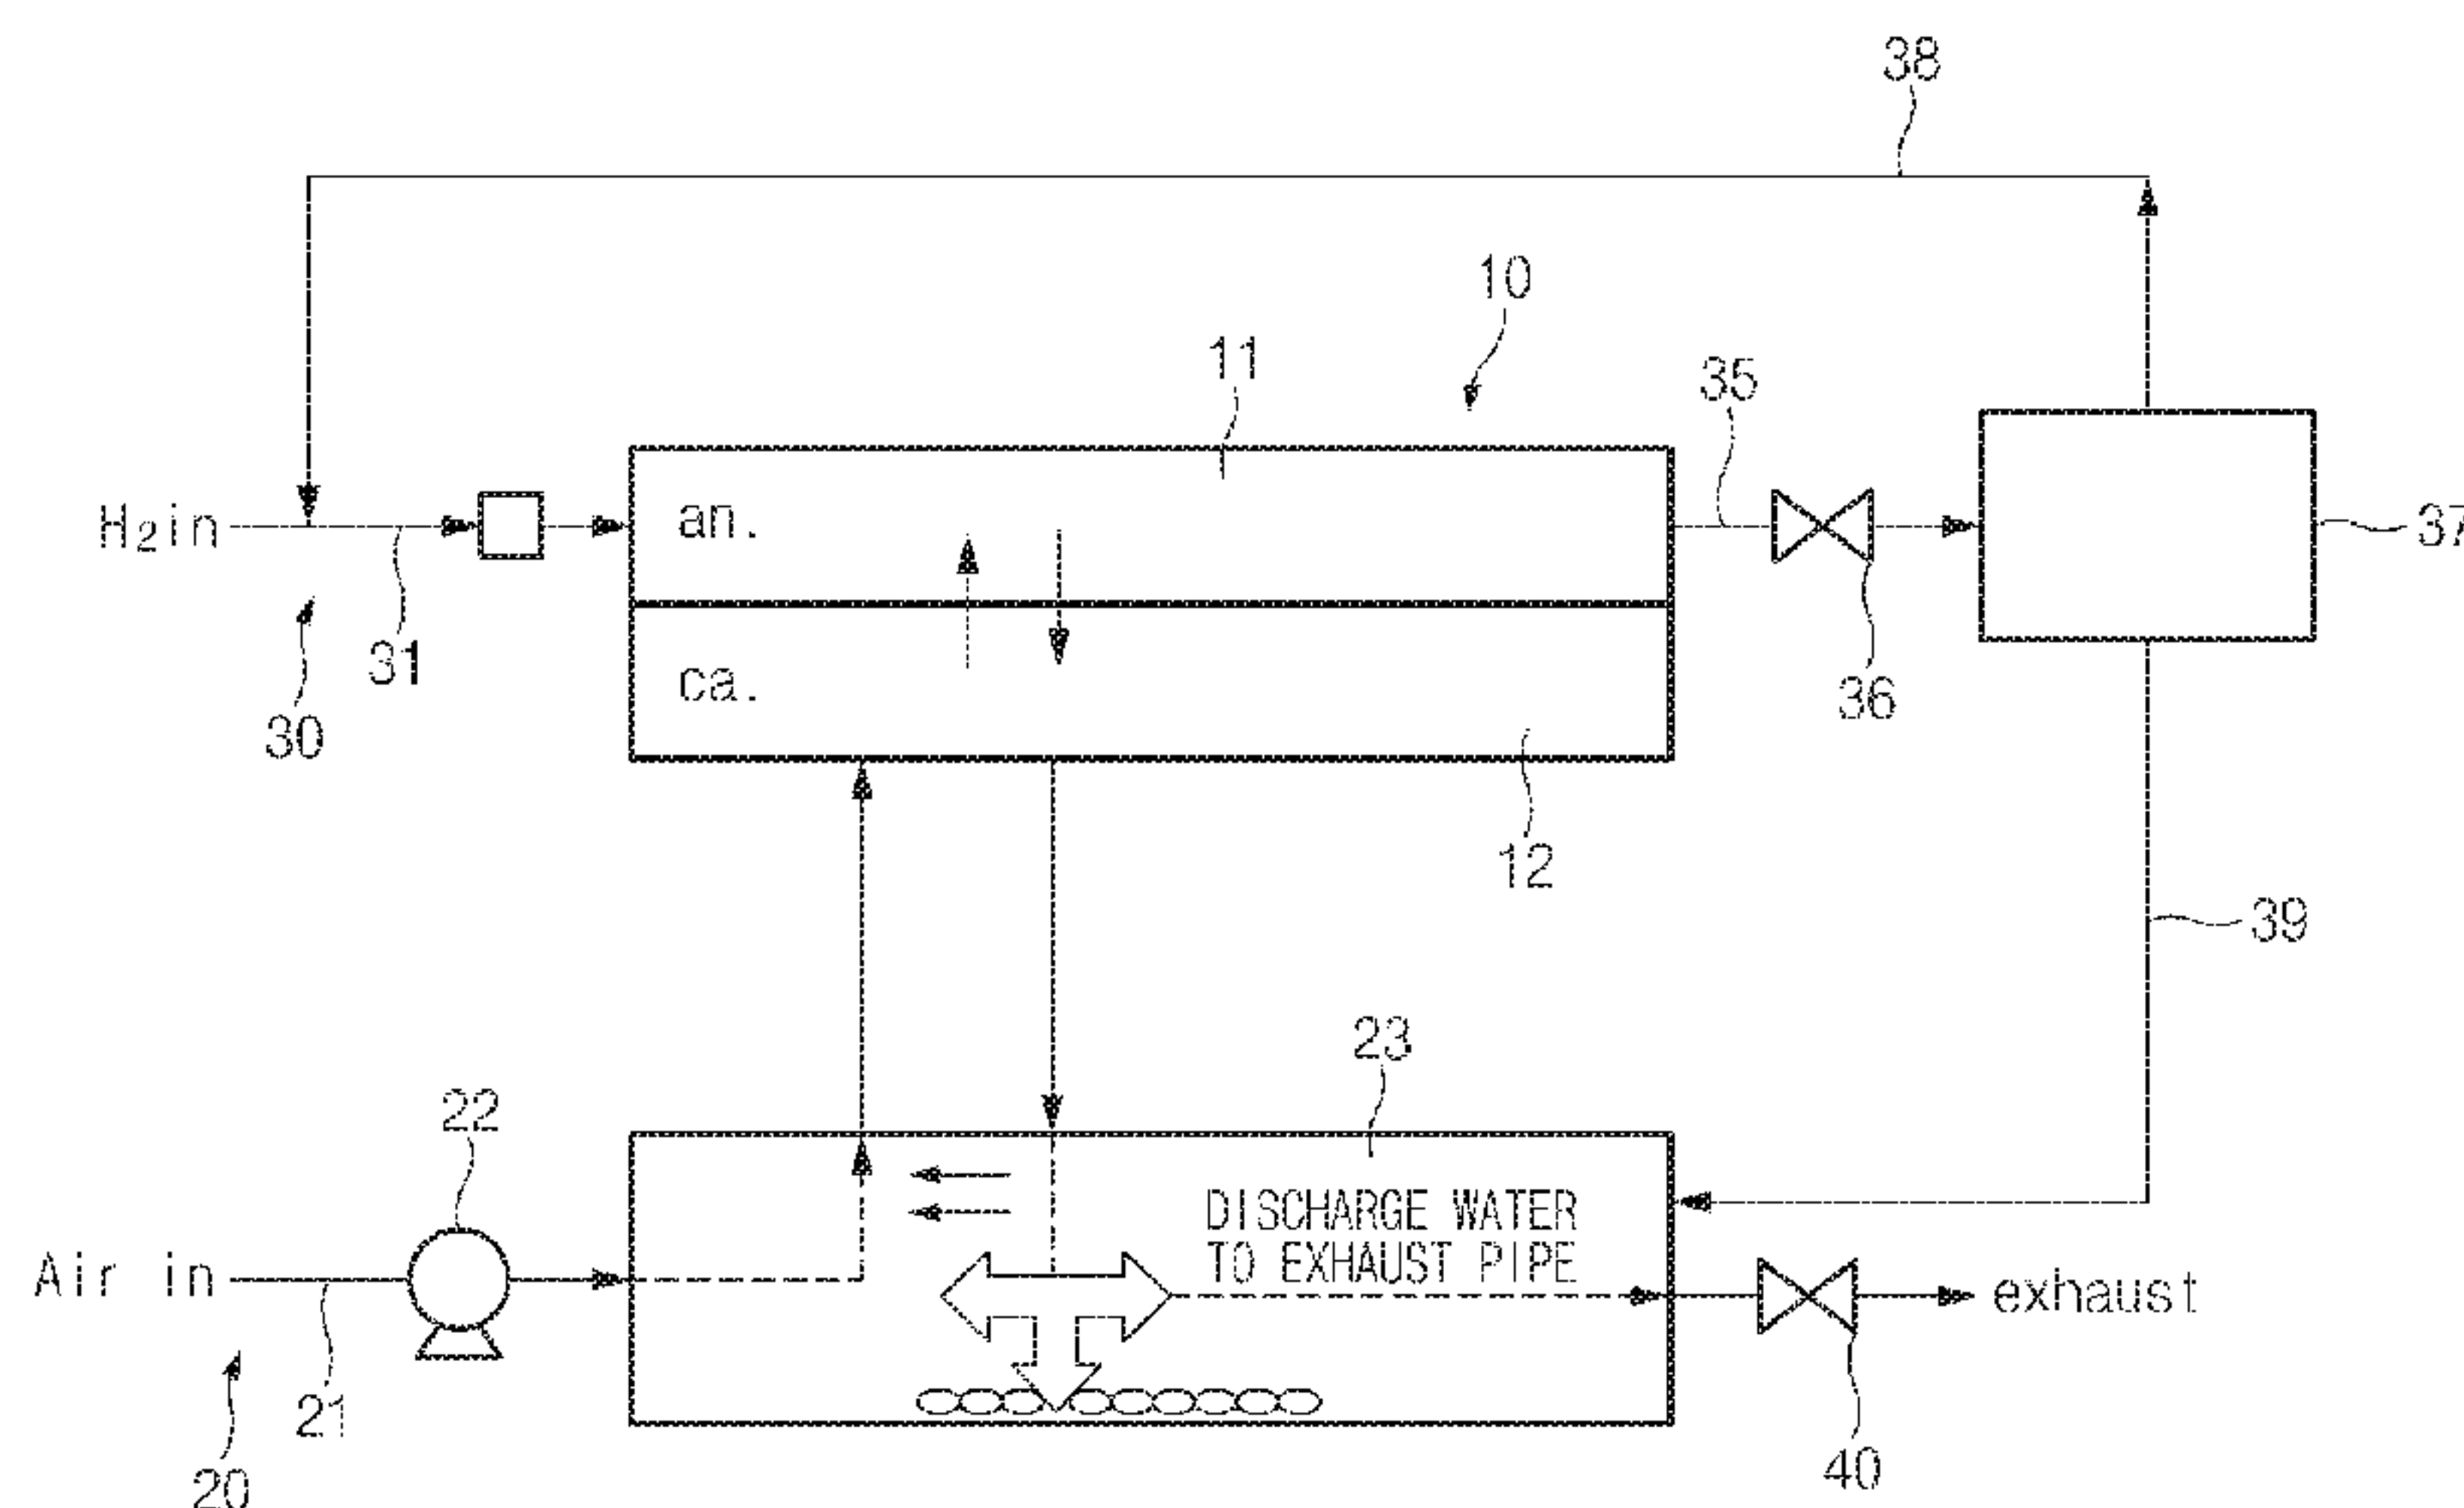 38
10
11
35
H₂in
an.
37
31
ca.
36
30
12
39
23
22
DISCHARGE WATER
TO EXHAUST PIPE
Air in
exhaust
21
20
40